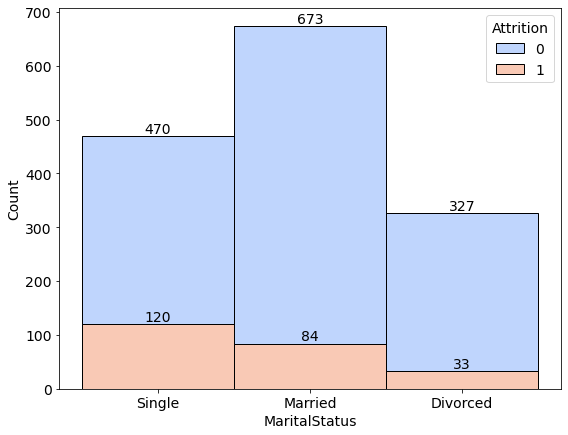 700
600
500
400
300
200
100
0
Count
673
470
327
120
84
33
Attrition
0
1
Single
Married
Divorced
MaritalStatus